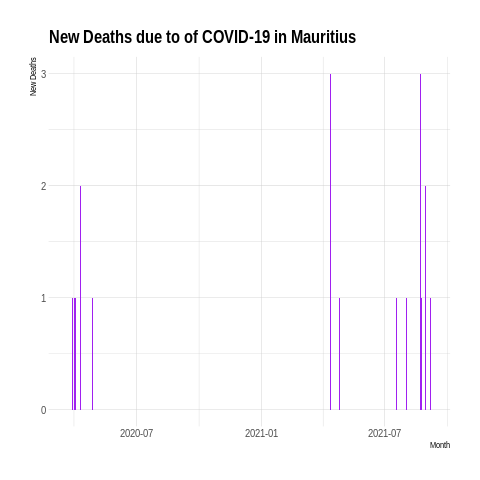 New Deaths due to of COVID-19 in Mauritius
New Deaths
3
2
1
0
2020-07 2021-01 2021-07
Month